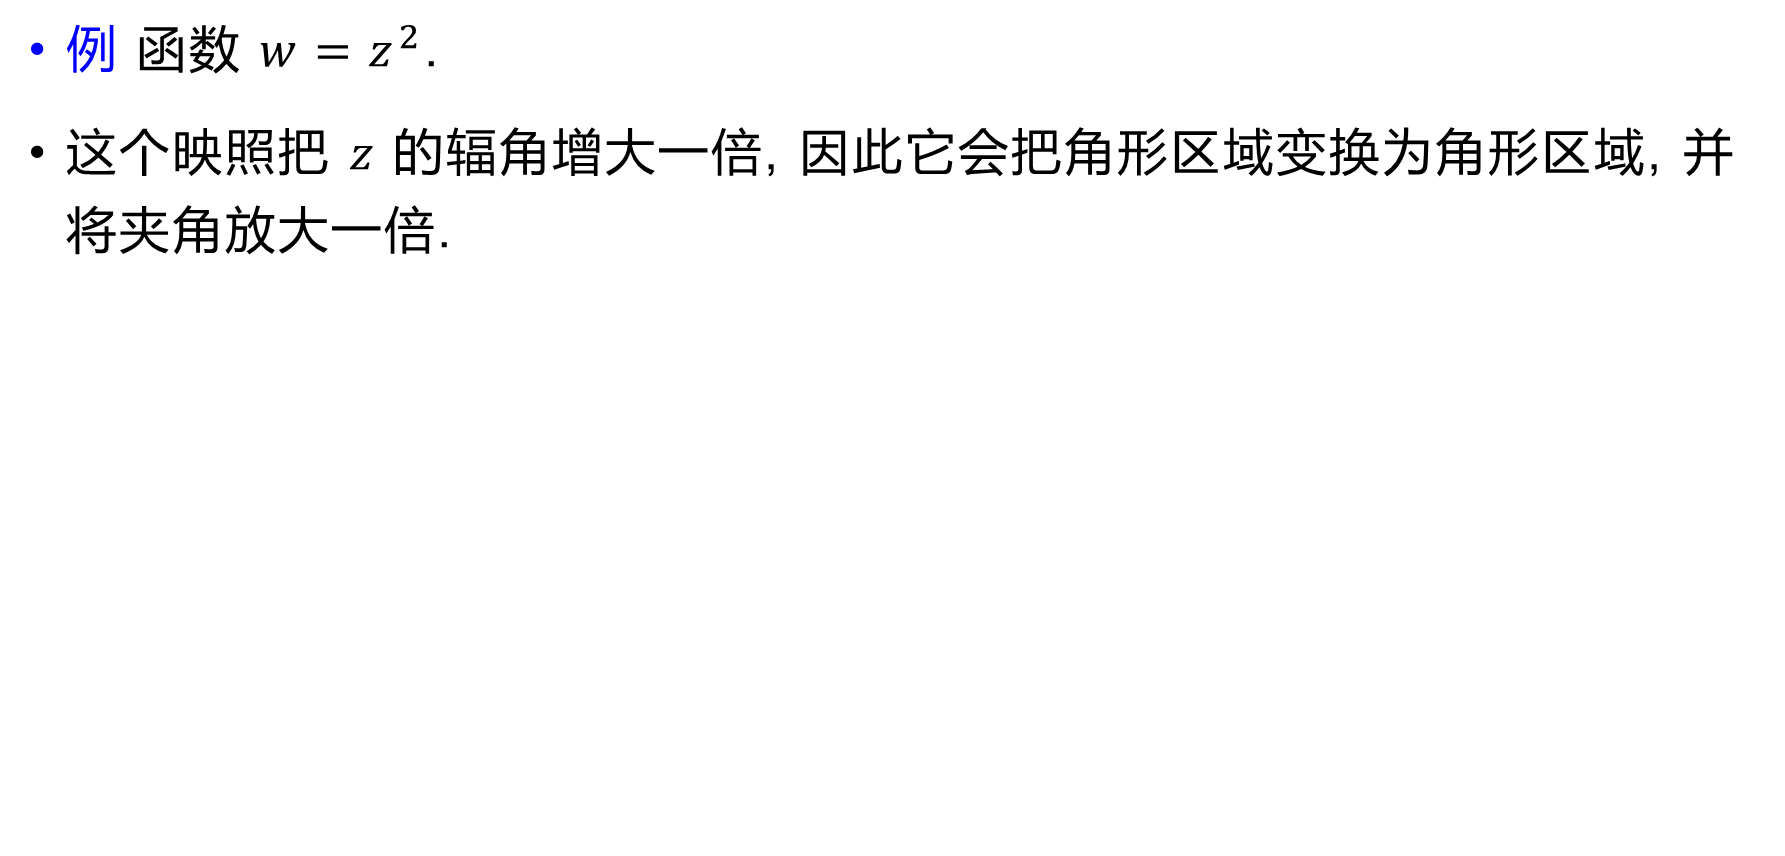 • 例 函数 w = z².
• 这个映照把 z 的辐角增大一倍, 因此它会把角形区域变换为角形区域, 并
将夹角放大一倍.